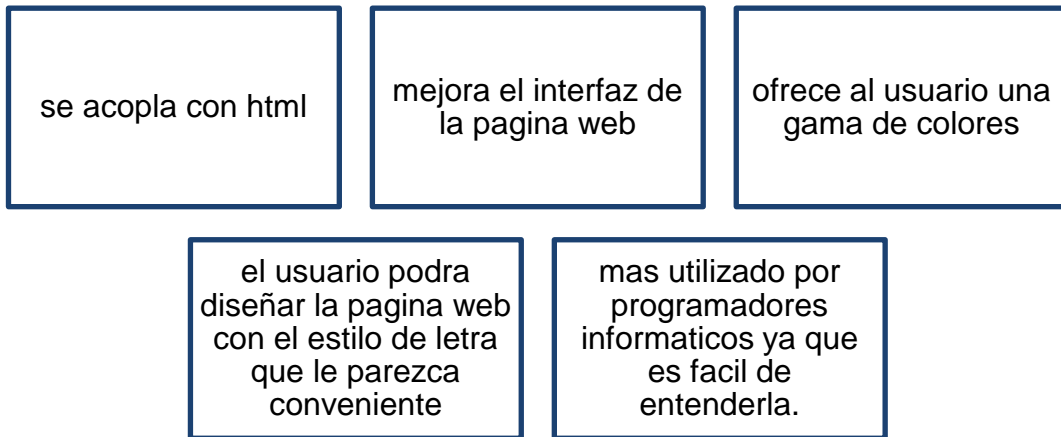 se acopla con html
mejora el interfaz de
la pagina web
ofrece al usuario una
gama de colores
el usuario podra
diseñar la pagina web
con el estilo de letra
que le parezca
conveniente
mas utilizado por
programadores
informaticos ya que
es facil de
entenderla.